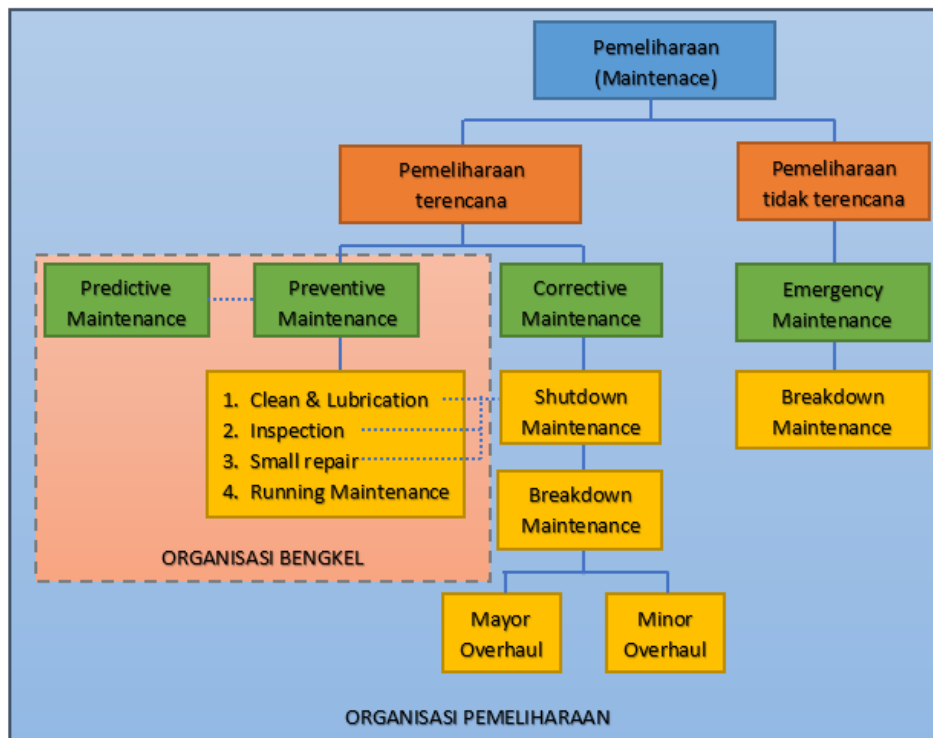 Pemeliharaan
(Maintenace)
Pemeliharaan
terencana
Pemeliharaan
tidak terencana
Predictive
Maintenance
Preventive
Maintenance
Corrective
Maintenance
Emergency
Maintenance
1. Clean & Lubrication
2. Inspection
3. Small repair
4. Running Maintenance
Shutdown
Maintenance
Breakdown
Maintenance
Breakdown
Maintenance
ORGANISASI BENGKEL
Mayor
Overhaul
Minor
Overhaul
ORGANISASI PEMELIHARAAN